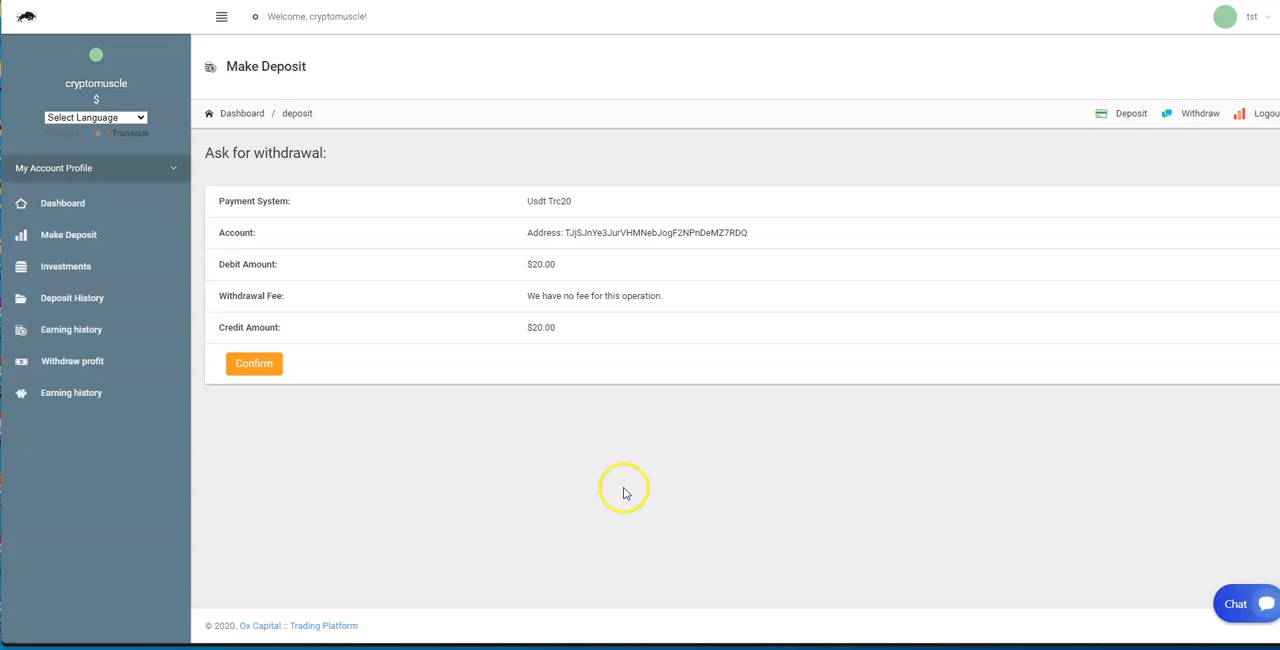 Welcome, cryptomuscle!
tst
cryptomuscle
$
Select Language
Translate
My Account Profile
Dashboard
Make Deposit
Investments
Deposit History
Earning history
Withdraw profit
Earning history
Make Deposit
Dashboard / deposit
Deposit
Withdraw
Logou
Ask for withdrawal:
Payment System: Usdt Trc20
Account: Address: TJjSJnYe3JurVHMNebJogF2NPnDeMZ7RDQ
Debit Amount: $20.00
Withdrawal Fee: We have no fee for this operation.
Credit Amount: $20.00
Confirm
Chat
© 2020. Ox Capital :: Trading Platform